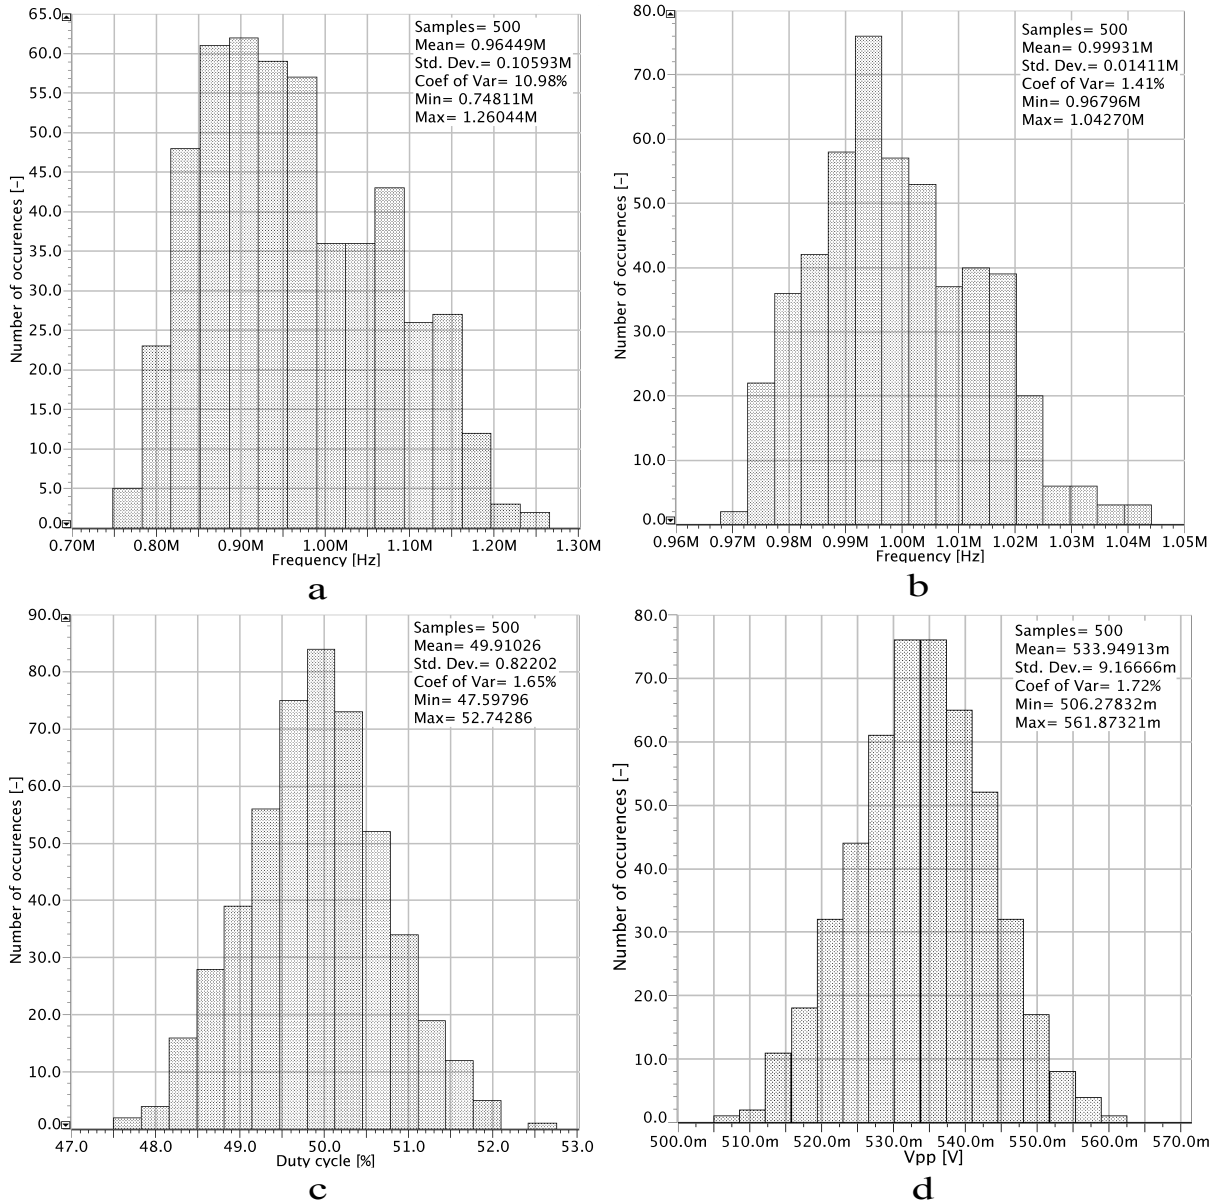 65.0
60.0
55.0
50.0
45.0
40.0
35.0
30.0
25.0
20.0
15.0
10.0
5.0
0.0
Number of occurences [-]
Samples= 500
Mean= 0.96449M
Std. Dev.= 0.10593M
Coef of Var= 10.98%
Min= 0.74811M
Max= 1.26044M
0.70M 0.80M 0.90M 1.00M 1.10M 1.20M 1.30M
Frequency [Hz]
a
80.0
70.0
60.0
50.0
40.0
30.0
20.0
10.0
0.0
Number of occurences [-]
Samples= 500
Mean= 0.99931M
Std. Dev.= 0.01411M
Coef of Var= 1.41%
Min= 0.96796M
Max= 1.04270M
0.96M 0.97M 0.98M 0.99M 1.00M 1.01M 1.02M 1.03M 1.04M 1.05M
Frequency [Hz]
b
90.0
80.0
70.0
60.0
50.0
40.0
30.0
20.0
10.0
0.0
Number of occurences [-]
Samples= 500
Mean= 49.91026
Std. Dev.= 0.82202
Coef of Var= 1.65%
Min= 47.59796
Max= 52.74286
47.0 48.0 49.0 50.0 51.0 52.0 53.0
Duty cycle [%]
c
80.0
70.0
60.0
50.0
40.0
30.0
20.0
10.0
0.0
Number of occurences [-]
Samples= 500
Mean= 533.94913m
Std. Dev.= 9.16666m
Coef of Var= 1.72%
Min= 506.27832m
Max= 561.87321m
500.0m 510.0m 520.0m 530.0m 540.0m 550.0m 560.0m 570.0m
Vpp [V]
d